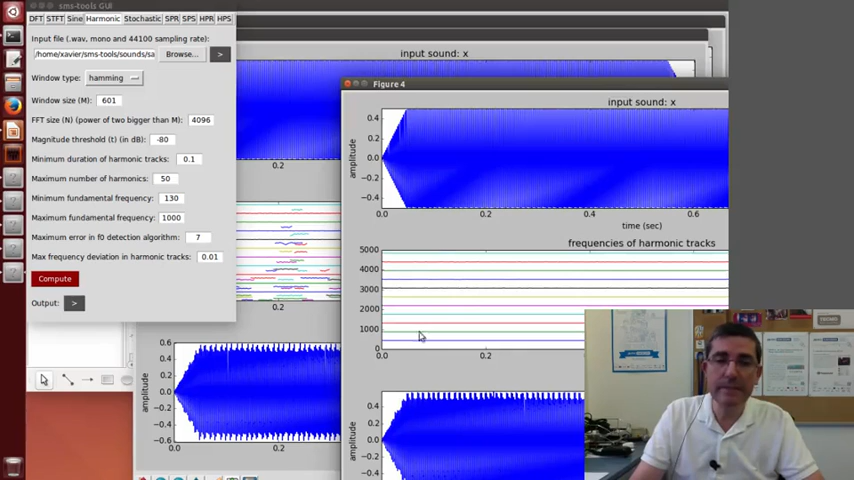 sms-tools GUI
DFT STFT Sine Harmonic Stochastic SPR SPS HPR HPS
Input file (.wav, mono and 44100 sampling rate):
/home/xavier/sms-tools/sounds/sa Browse... >
Window type: hamming
Window size (M): 601
FFT size (N) (power of two bigger than M): 4096
Magnitude threshold (t) (in dB): -80
Minimum duration of harmonic tracks: 0.1
Maximum number of harmonics: 50
Minimum fundamental frequency: 130
Maximum fundamental frequency: 1000
Maximum error in f0 detection algorithm: 7
Max frequency deviation in harmonic tracks: 0.01
Compute
Output: >
input sound: x
0.2
0.2
0.6
0.4
0.2
0.0
-0.2
-0.4
-0.6
amplitude
Figure 4
input sound: x
0.4
0.2
0.0
-0.2
-0.4
amplitude
0.0 0.2 0.4 0.6
time (sec)
frequencies of harmonic tracks
5000
4000
3000
2000
1000
0
0.0 0.2
0.4
0.2
0.0
-0.2
-0.4
amplitude